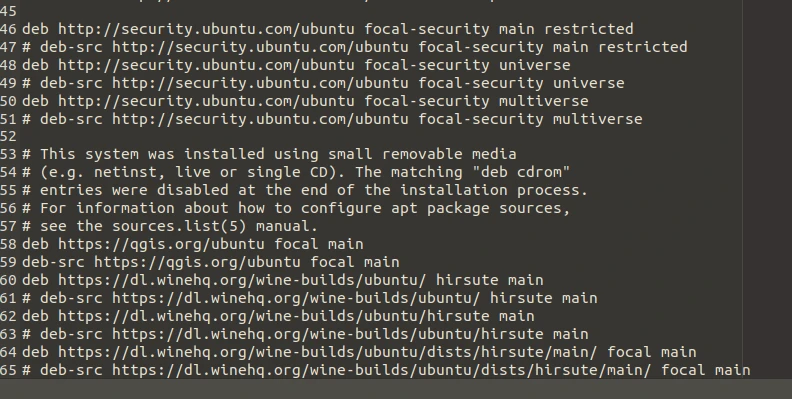 45
46 deb http://security.ubuntu.com/ubuntu focal-security main restricted
47 # deb-src http://security.ubuntu.com/ubuntu focal-security main restricted
48 deb http://security.ubuntu.com/ubuntu focal-security universe
49 # deb-src http://security.ubuntu.com/ubuntu focal-security universe
50 deb http://security.ubuntu.com/ubuntu focal-security multiverse
51 # deb-src http://security.ubuntu.com/ubuntu focal-security multiverse
52
53 # This system was installed using small removable media
54 # (e.g. netinst, live or single CD). The matching "deb cdrom"
55 # entries were disabled at the end of the installation process.
56 # For information about how to configure apt package sources,
57 # see the sources.list(5) manual.
58 deb https://qgis.org/ubuntu focal main
59 deb-src https://qgis.org/ubuntu focal main
60 deb https://dl.winehq.org/wine-builds/ubuntu/ hirsute main
61 # deb-src https://dl.winehq.org/wine-builds/ubuntu/ hirsute main
62 deb https://dl.winehq.org/wine-builds/ubuntu/hirsute main
63 # deb-src https://dl.winehq.org/wine-builds/ubuntu/hirsute main
64 deb https://dl.winehq.org/wine-builds/ubuntu/dists/hirsute/main/ focal main
65 # deb-src https://dl.winehq.org/wine-builds/ubuntu/dists/hirsute/main/ focal main